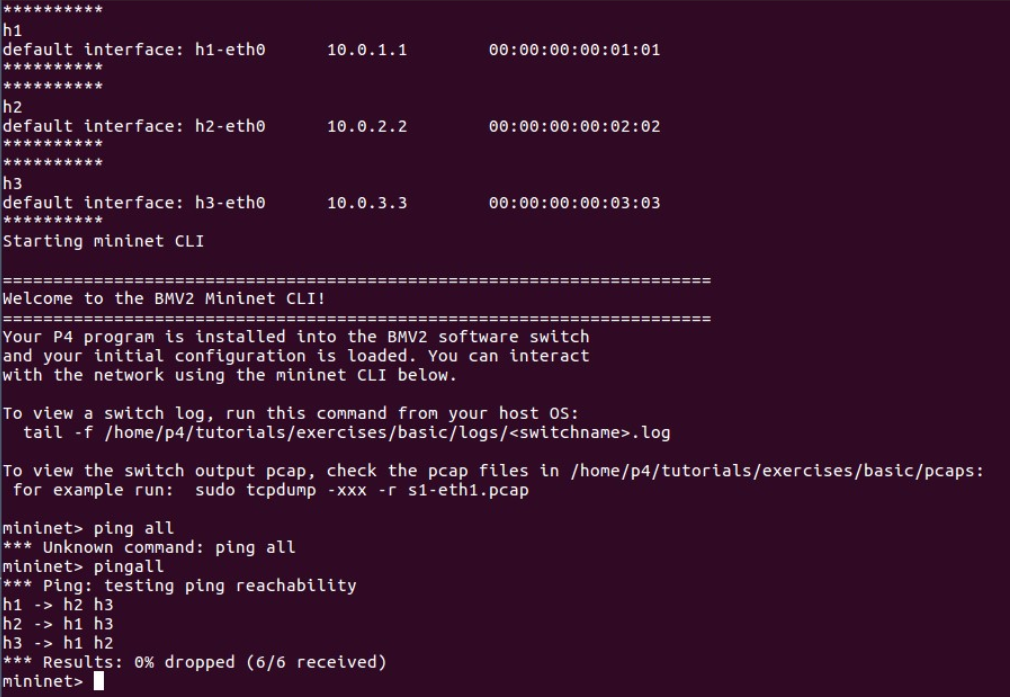 **********
h1
default interface: h1-eth0      10.0.1.1        00:00:00:00:01:01
**********
**********
h2
default interface: h2-eth0      10.0.2.2        00:00:00:00:02:02
**********
**********
h3
default interface: h3-eth0      10.0.3.3        00:00:00:00:03:03
**********
Starting mininet CLI
======================================================================
Welcome to the BMV2 Mininet CLI!
======================================================================
Your P4 program is installed into the BMV2 software switch
and your initial configuration is loaded. You can interact
with the network using the mininet CLI below.
To view a switch log, run this command from your host OS:
  tail -f /home/p4/tutorials/exercises/basic/logs/<switchname>.log
To view the switch output pcap, check the pcap files in /home/p4/tutorials/exercises/basic/pcaps:
 for example run:  sudo tcpdump -xxx -r s1-eth1.pcap
mininet> ping all
*** Unknown command: ping all
mininet> pingall
*** Ping: testing ping reachability
h1 -> h2 h3
h2 -> h1 h3
h3 -> h1 h2
*** Results: 0% dropped (6/6 received)
mininet>